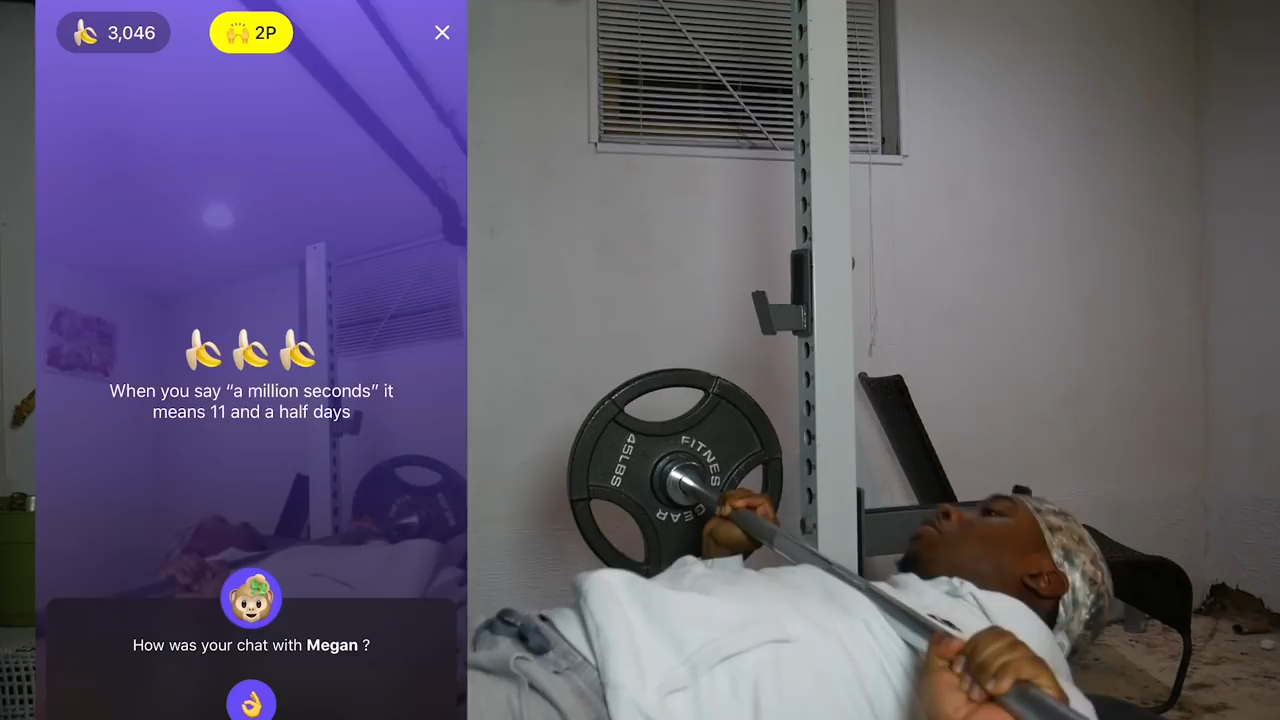 3,046
2P
When you say “a million seconds” it
means 11 and a half days
How was your chat with Megan ?
45LBS
FITNESS
GEAR